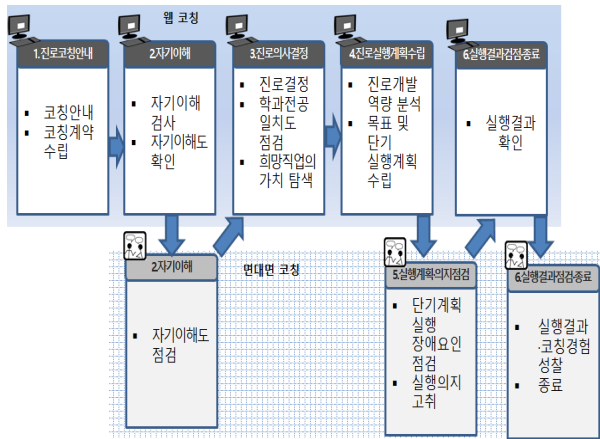 웹 코칭
1. 진로코칭안내
코칭안내
코칭계약
수립
2.자기이해
자기이해
검사
자기이해도
확인
3.진로의사결정
진로결정
학과전공
일치도
점검
희망직업의
가치 탐색
4.진로실행계획수립
진로개발
역량 분석
목표 및
단기
실행계획
수립
6.실행결과점검·종료
실행결과
확인
면대면 코칭
2.자기이해
자기이해도
점검
5.실행계획·의지점검
단기계획
실행
장애요인
점검
실행의지
고취
6.실행결과점검·종료
실행결과
·코칭경험
성찰
종료